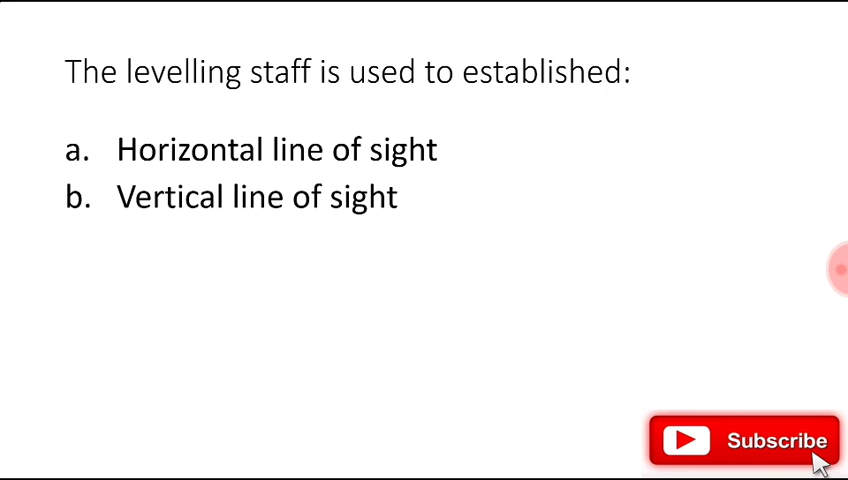 The levelling staff is used to established:
a. Horizontal line of sight
b. Vertical line of sight
Subscribe